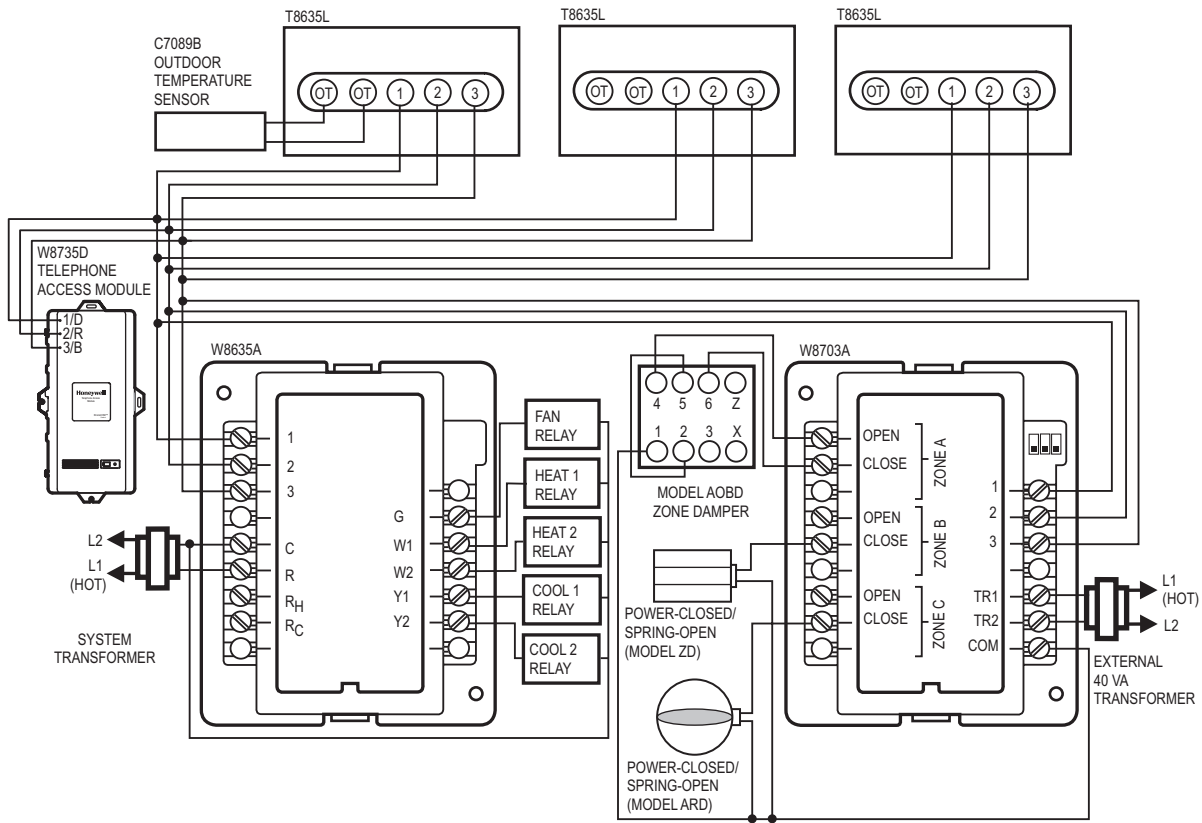 T8635L
T8635L
T8635L
C7089B
OUTDOOR
TEMPERATURE
SENSOR
OT OT 1 2 3
OT OT 1 2 3
OT OT 1 2 3
W8735D
TELEPHONE
ACCESS MODULE
1/D
2/R
3/B
Honeywell
W8635A
1
2
3
C
R
RH
RC
G
W1
W2
Y1
Y2
L2
L1
(HOT)
SYSTEM
TRANSFORMER
FAN
RELAY
HEAT 1
RELAY
HEAT 2
RELAY
COOL 1
RELAY
COOL 2
RELAY
4 5 6 Z
1 2 3 X
MODEL AOBD
ZONE DAMPER
POWER-CLOSED/
SPRING-OPEN
(MODEL ZD)
POWER-CLOSED/
SPRING-OPEN
(MODEL ARD)
W8703A
OPEN
CLOSE
ZONE A
OPEN
CLOSE
ZONE B
OPEN
CLOSE
ZONE C
1
2
3
TR1
TR2
COM
L1
(HOT)
L2
EXTERNAL
40 VA
TRANSFORMER